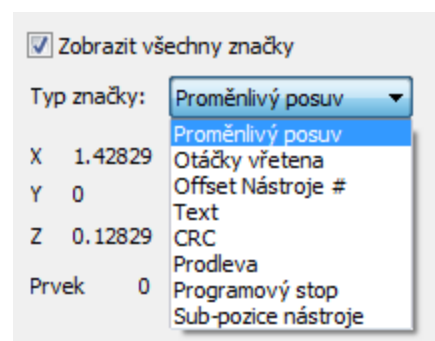 Zobrazit všechny značky
Typ značky: Proměnlivý posuv
Proměnlivý posuv
Otáčky vřetena
Offset Nástroje #
Text
CRC
Prodleva
Programový stop
Sub-pozice nástroje
X 1.42829
Y 0
Z 0.12829
Prvek 0